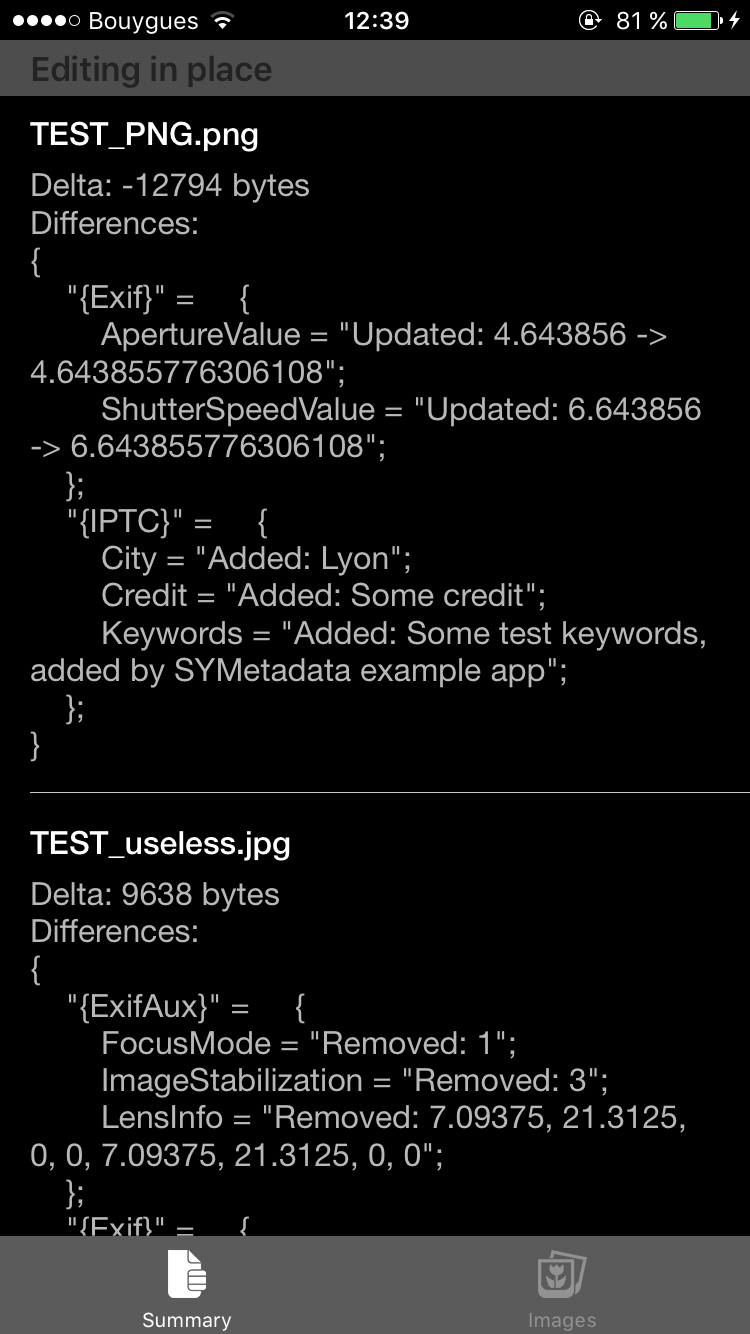 Bouygues 12:39 81 %
Editing in place
TEST_PNG.png
Delta: -12794 bytes
Differences:
{
"{Exif}" = {
ApertureValue = "Updated: 4.643856 ->
4.643855776306108";
ShutterSpeedValue = "Updated: 6.643856
-> 6.643855776306108";
};
"{IPTC}" = {
City = "Added: Lyon";
Credit = "Added: Some credit";
Keywords = "Added: Some test keywords,
added by SYMetadata example app";
};
}
TEST_useless.jpg
Delta: 9638 bytes
Differences:
{
"{ExifAux}" = {
FocusMode = "Removed: 1";
ImageStabilization = "Removed: 3";
LensInfo = "Removed: 7.09375, 21.3125,
0, 0, 7.09375, 21.3125, 0, 0";
};
"{Exif}" = {
Summary Images